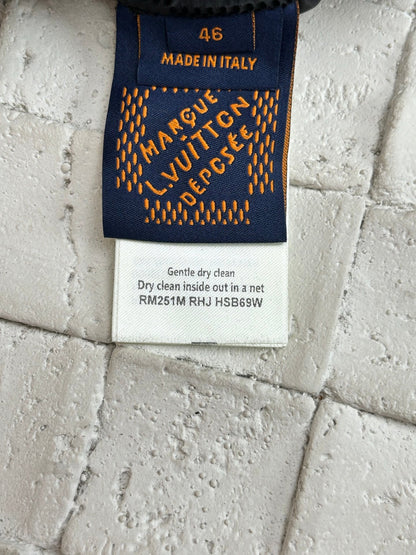 46
MADE IN ITALY
MARQUE
L.VUITTON
DÉPOSÉE
Gentle dry clean
Dry clean inside out in a net
RM251M RHJ HSB69W